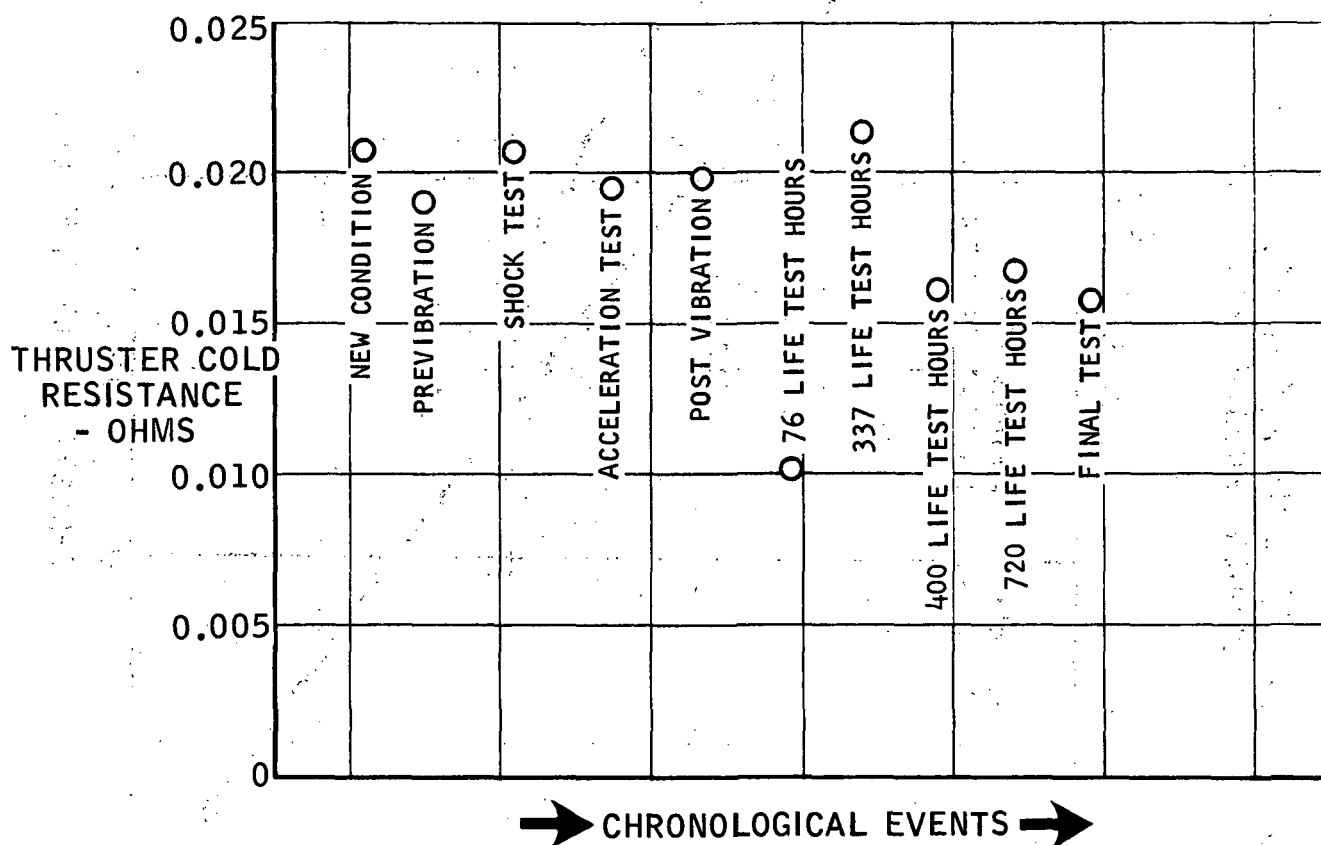 0.025
0.020
0.015
0.010
0.005
0
THRUSTER COLD
RESISTANCE
- OHMS
NEW CONDITION
PREVIBRATION
SHOCK TEST
ACCELERATION TEST
POST VIBRATION
76 LIFE TEST HOURS
337 LIFE TEST HOURS
400 LIFE TEST HOURS
720 LIFE TEST HOURS
FINAL TEST
CHRONOLOGICAL EVENTS